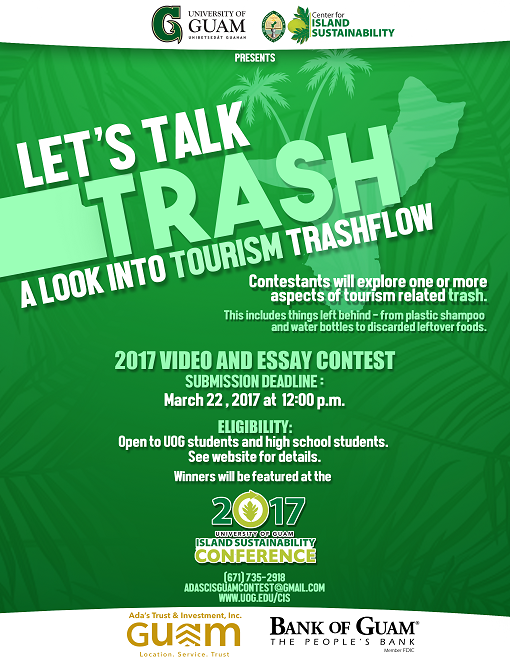 UNIVERSITY OF
GUAM
UNIBETSEDÅT GUAHAN
Center for
ISLAND
SUSTAINABILITY
PRESENTS
LET'S TALK
TRASH
A LOOK INTO TOURISM TRASHFLOW
Contestants will explore one or more
aspects of tourism related trash.
This includes things left behind - from plastic shampoo
and water bottles to discarded leftover foods.
2017 VIDEO AND ESSAY CONTEST
SUBMISSION DEADLINE :
March 22 , 2017 at 12:00 p.m.
ELIGIBILITY:
Open to UOG students and high school students.
See website for details.
Winners will be featured at the
2017
UNIVERSITY OF GUAM
ISLAND SUSTAINABILITY
CONFERENCE
(671) 735-2918
ADASCISGUAMCONTEST@GMAIL.COM
WWW.UOG.EDU/CIS
Ada's Trust & Investment, Inc.
GUAM
Location. Service. Trust
BANK OF GUAM®
THE PEOPLE'S BANK
Member FDIC